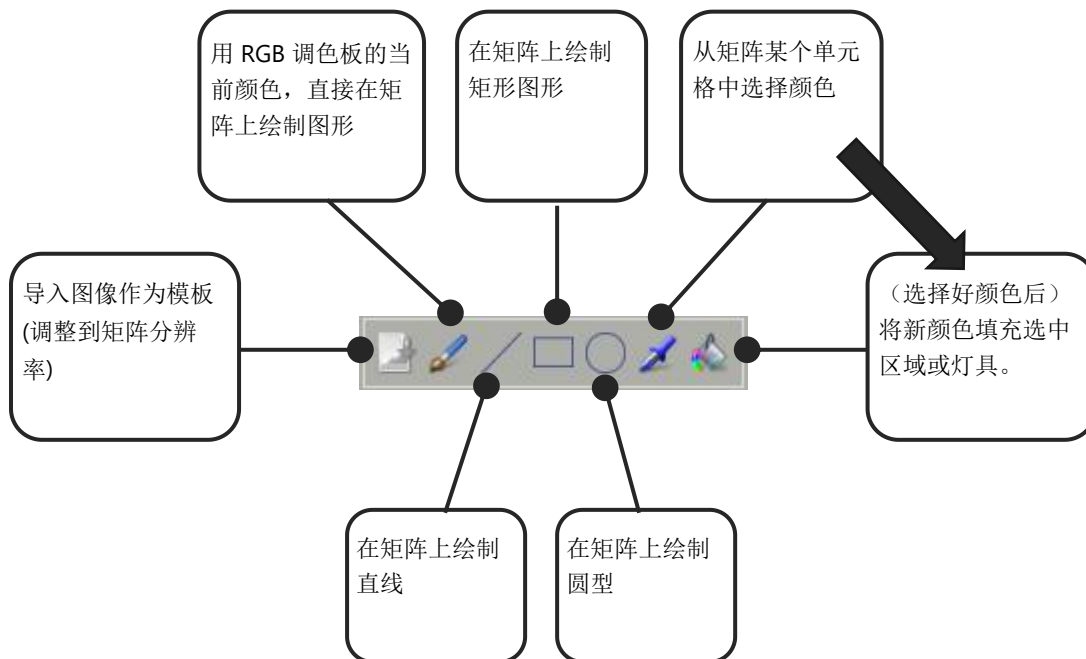 用 RGB 调色板的当
前颜色，直接在矩
阵上绘制图形
在矩阵上绘制
矩形图形
从矩阵某个单元
格中选择颜色
导入图像作为模板
(调整到矩阵分辨
率)
（选择好颜色后）
将新颜色填充选中
区域或灯具。
在矩阵上绘制
直线
在矩阵上绘制
圆型